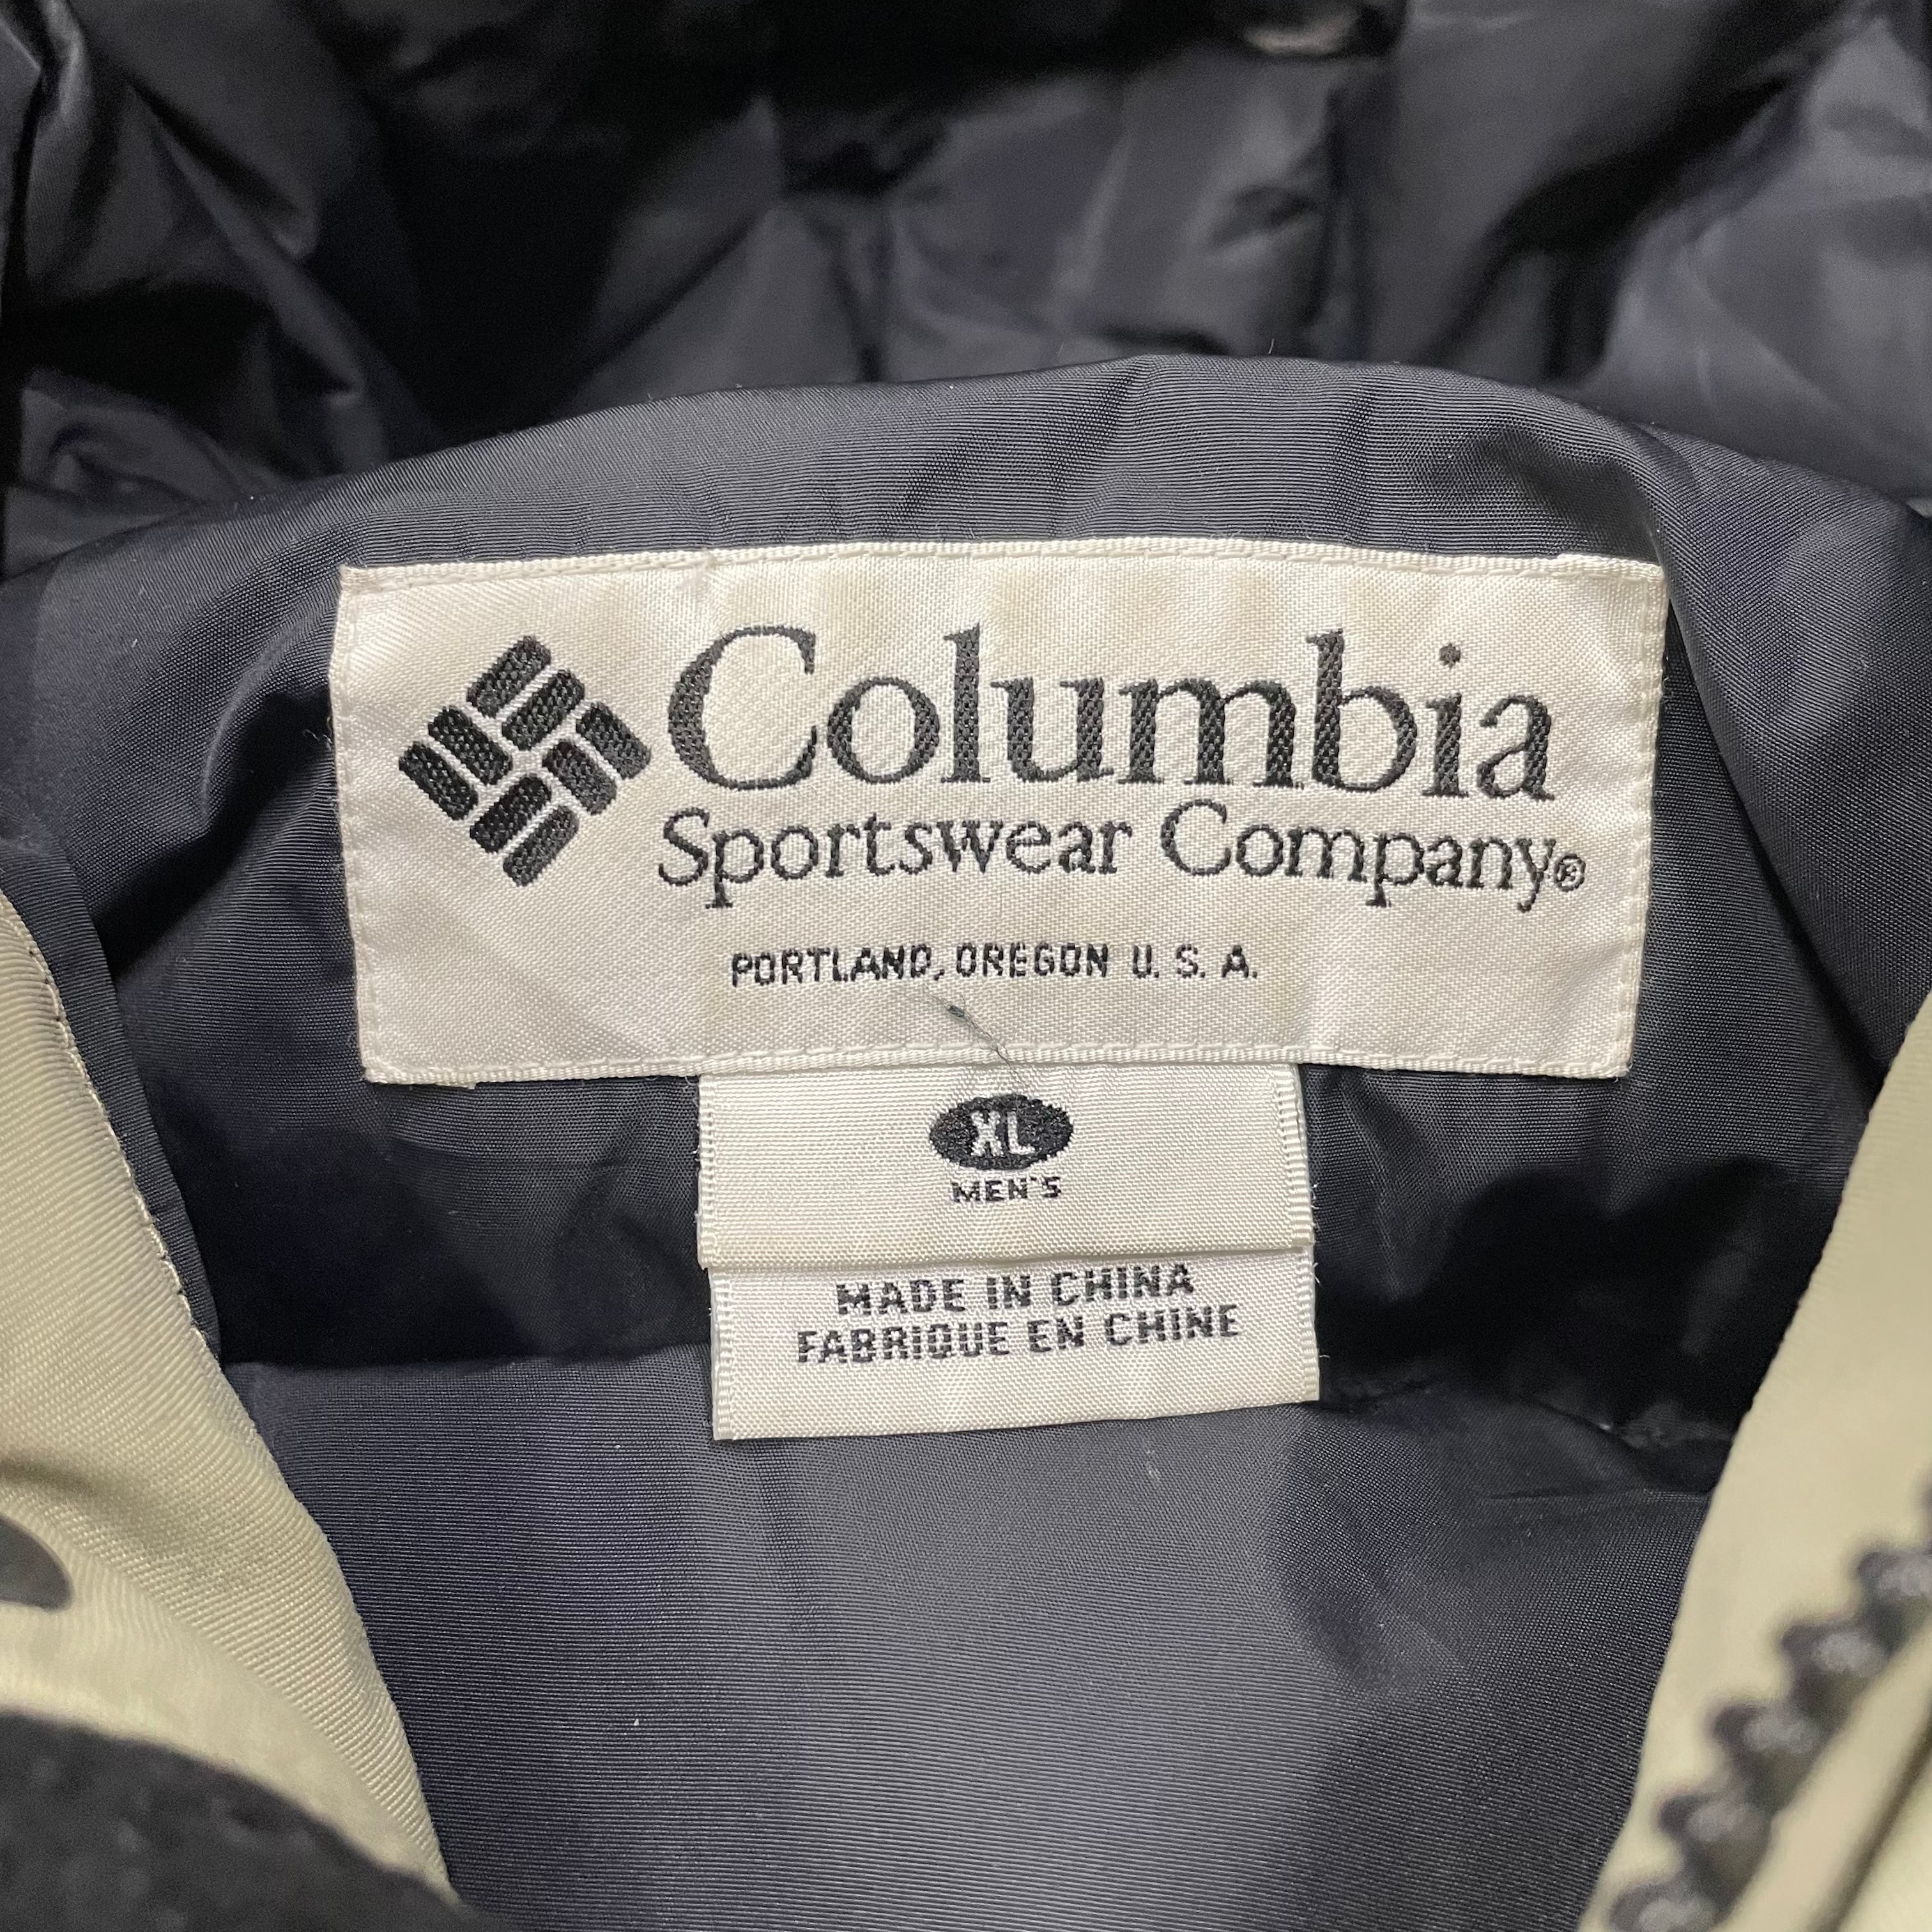 Columbia
Sportswear Company®
PORTLAND, OREGON U. S. A.
XL
MEN'S
MADE IN CHINA
FABRIQUE EN CHINE